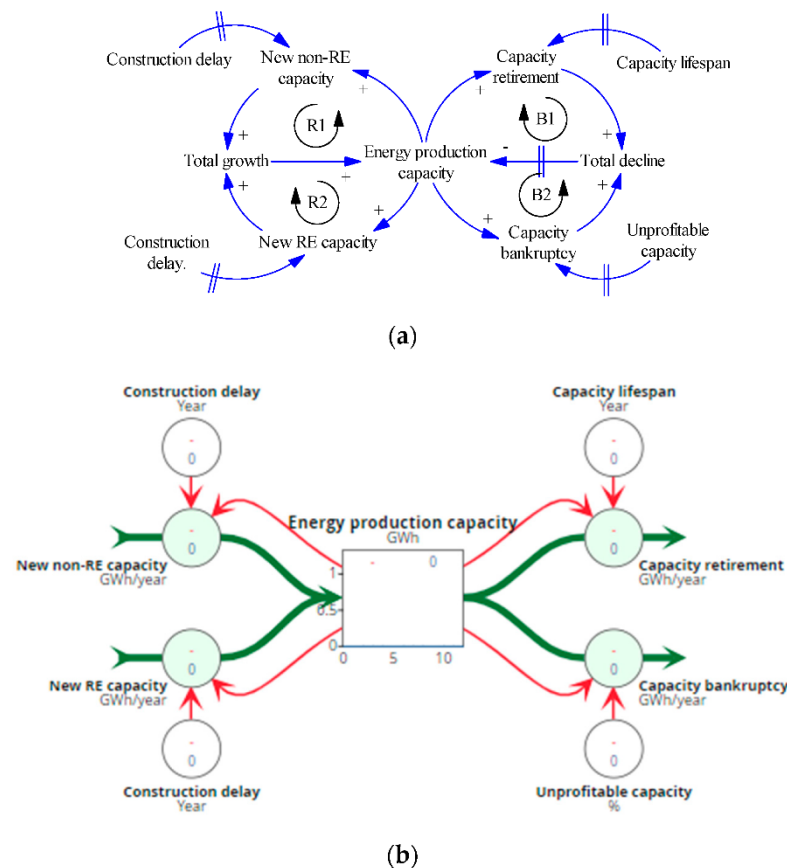 Construction delay
New non-RE
capacity
Capacity
retirement
Capacity lifespan
+
+
R1
B1
+
+
-
Total growth
Energy production
capacity
Total decline
+
+
+
R2
B2
+
+
Construction
delay.
New RE capacity
Capacity
bankruptcy
Unprofitable
capacity
(a)
Construction delay
Year
Capacity lifespan
Year
-
0
-
0
Energy production capacity
GWh
-
0
-
0
-
0
New non-RE capacity
GWh/year
1
0.5
0
0
5
10
Capacity retirement
GWh/year
-
0
-
0
New RE capacity
GWh/year
Capacity bankruptcy
GWh/year
-
0
-
0
Construction delay
Year
Unprofitable capacity
%
(b)